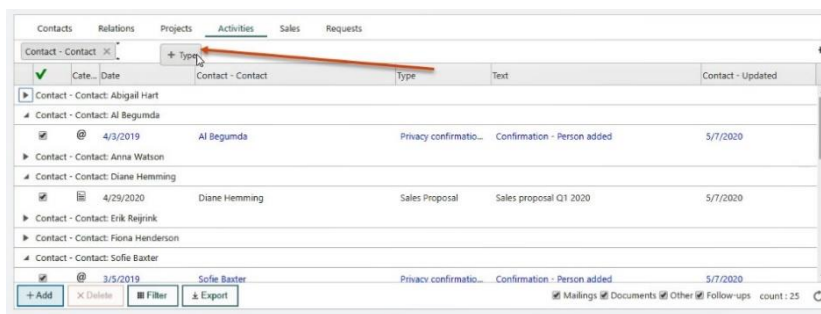 Contacts Relations Projects Activities Sales Requests
Contact - Contact × + Type
Cate... Date Contact - Contact Type Text Contact - Updated
Contact - Contact: Abigail Hart
Contact - Contact: Al Begumda
@ 4/3/2019 Al Begumda Privacy confirmatio... Confirmation - Person added 5/7/2020
Contact - Contact: Anna Watson
Contact - Contact: Diane Hemming
4/29/2020 Diane Hemming Sales Proposal Sales proposal Q1 2020 5/7/2020
Contact - Contact: Erik Reijrink
Contact - Contact: Fiona Henderson
Contact - Contact: Sofie Baxter
@ 3/5/2019 Sofie Baxter Privacy confirmatio... Confirmation - Person added 5/7/2020
+ Add × Delete Filter Export Mailings Documents Other Follow-ups count : 25